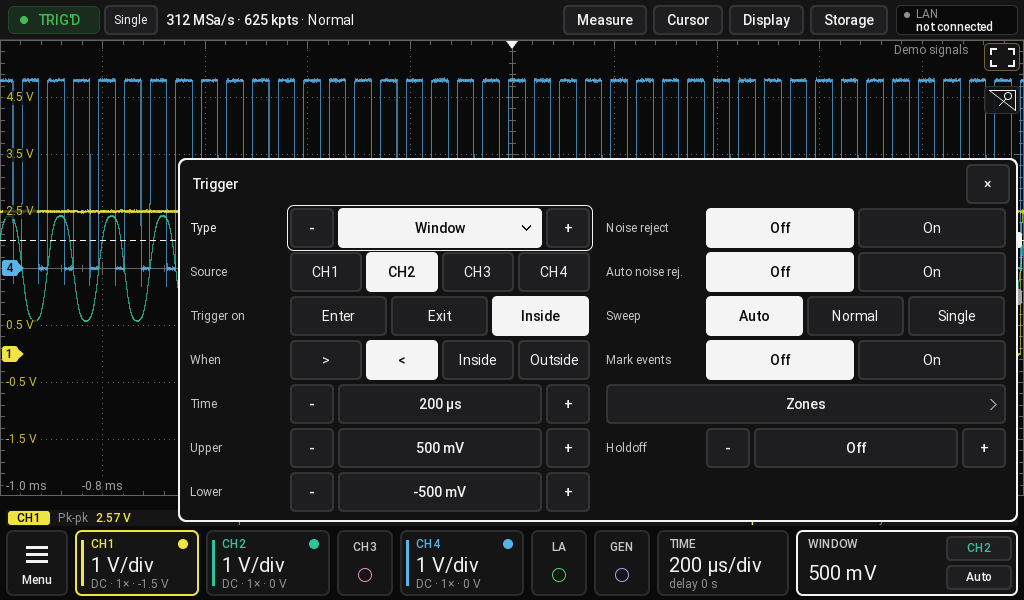 TRIG'D Single 312 MSa/s · 625 kpts · Normal Measure Cursor Display Storage LAN not connected
Demo signals
4.5 V
3.5 V
2.5 V
4
0.5 V
1
-0.5 V
-1.5 V
-1.0 ms -0.8 ms
Trigger ×
Type - Window + Noise reject Off On
Source CH1 CH2 CH3 CH4 Auto noise rej. Off On
Trigger on Enter Exit Inside Sweep Auto Normal Single
When > < Inside Outside Mark events Off On
Time - 200 µs + Zones
Upper - 500 mV + Holdoff - Off +
Lower - -500 mV +
CH1 Pk-pk 2.57 V
Menu
CH1
1 V/div
DC · 1× · -1.5 V
CH2
1 V/div
DC · 1× · 0 V
CH3
CH4
1 V/div
DC · 1× · 0 V
LA
GEN
TIME
200 µs/div
delay 0 s
WINDOW
500 mV
CH2
Auto